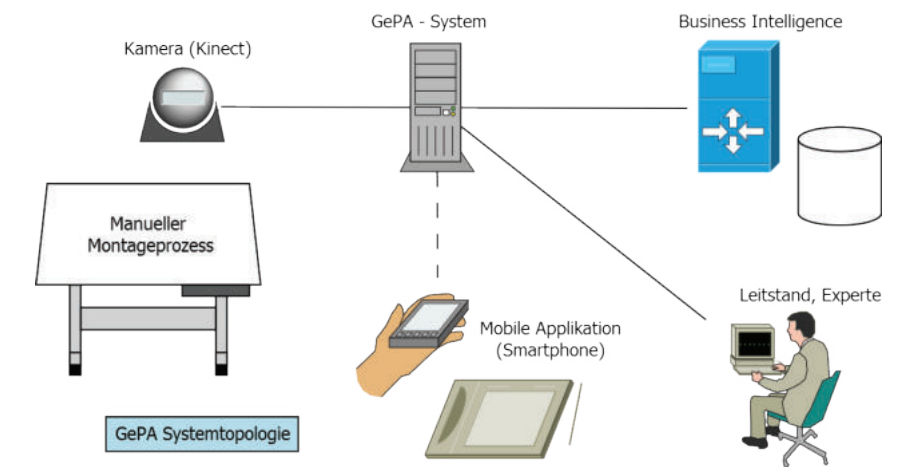 GePA - System
Business Intelligence
Kamera (Kinect)
Manueller
Montageprozess
Leitstand, Experte
Mobile Applikation
(Smartphone)
GePA Systemtopologie